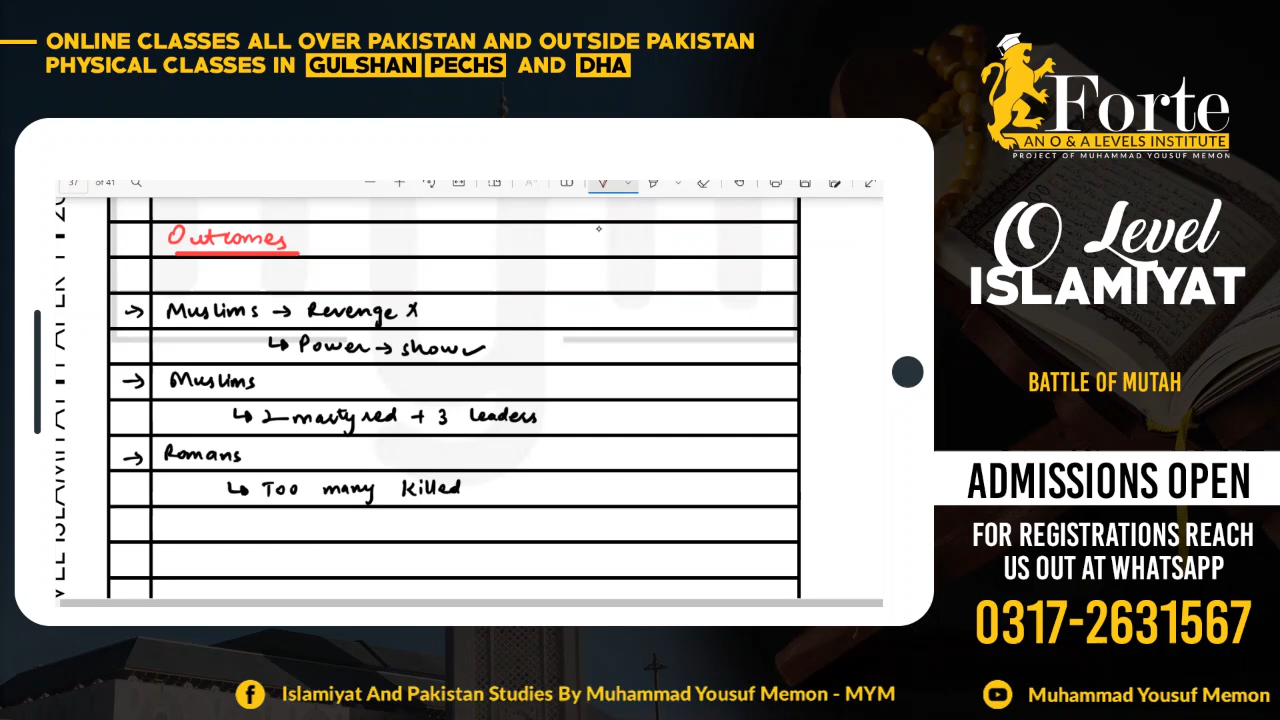 ONLINE CLASSES ALL OVER PAKISTAN AND OUTSIDE PAKISTAN
PHYSICAL CLASSES IN GULSHAN PECHS AND DHA
Forte
AN O & A LEVELS INSTITUTE
PROJECT OF MUHAMMAD YOUSUF MEMON
O Level
ISLAMIYAT
BATTLE OF MUTAH
ADMISSIONS OPEN
FOR REGISTRATIONS REACH
US OUT AT WHATSAPP
0317-2631567
37 of 41
Outcomes
→ Muslims → Revenge x
↳ Power → show ✓
→ Muslims
↳ 2 martyred + 3 leaders
→ Romans
↳ Too many killed
Islamiyat And Pakistan Studies By Muhammad Yousuf Memon - MYM
Muhammad Yousuf Memon